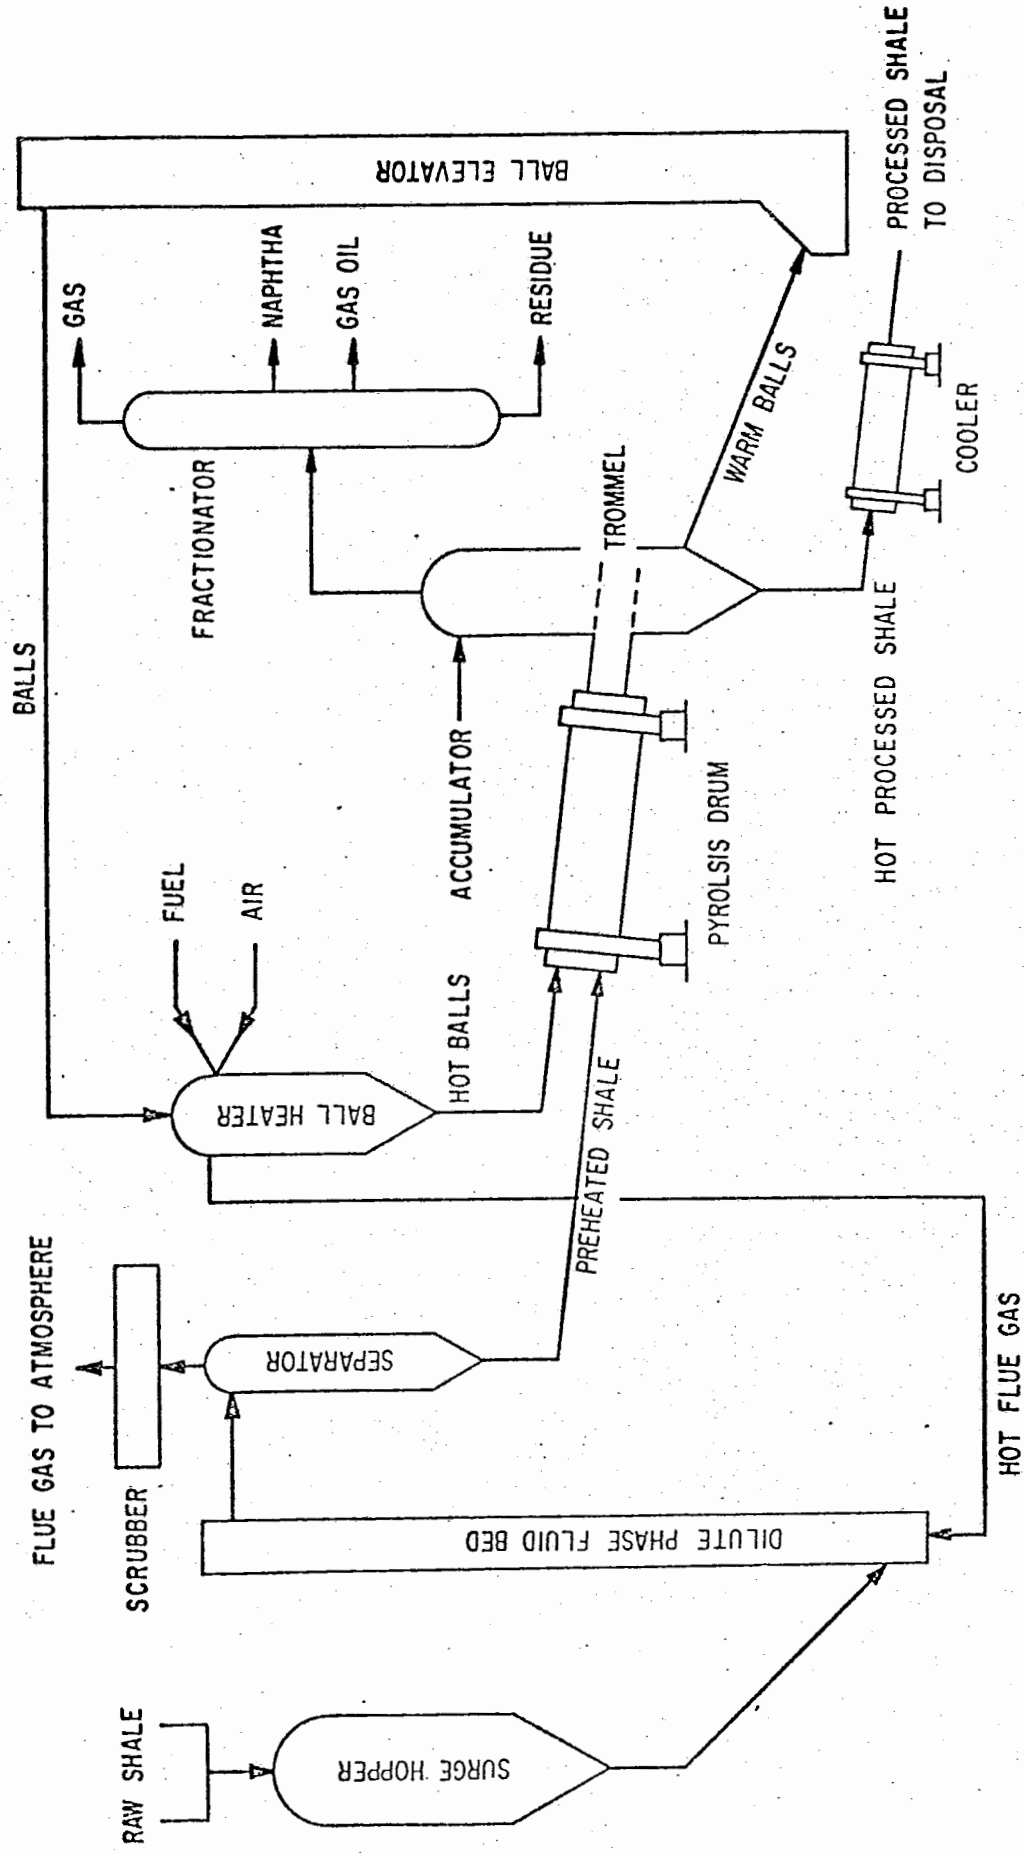 FLUE GAS TO ATMOSPHERE
SCRUBBER
RAW SHALE
SURGE HOPPER
DILUTE PHASE FLUID BED
SEPARATOR
HOT FLUE GAS
PREHEATED SHALE
BALLS
FUEL
AIR
BALL HEATER
HOT BALLS
PYROLSIS DRUM
ACCUMULATOR
TROMMEL
FRACTIONATOR
GAS
NAPHTHA
GAS OIL
RESIDUE
BALL ELEVATOR
WARM BALLS
HOT PROCESSED SHALE
COOLER
PROCESSED SHALE
TO DISPOSAL